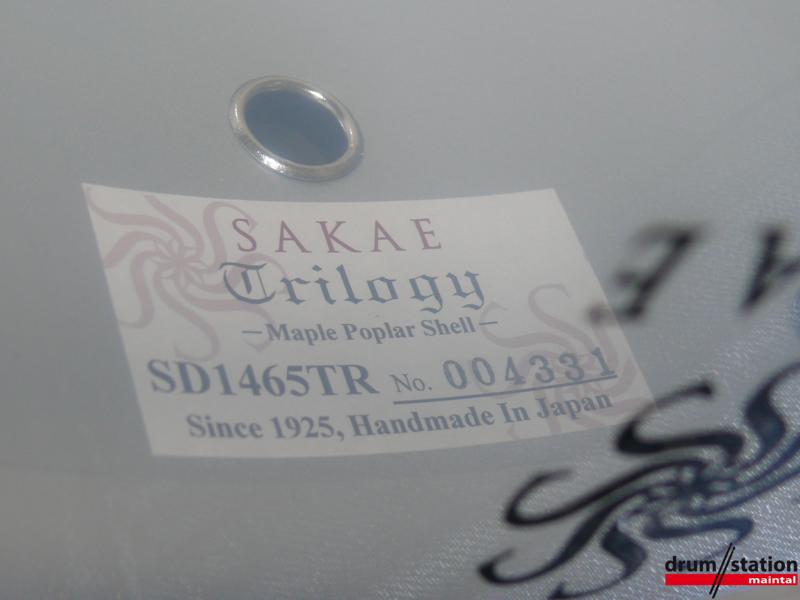 SAKAE
Trilogy
—Maple Poplar Shell—
SD1465TR No. 004331
Since 1925, Handmade In Japan
drum//station
maintal